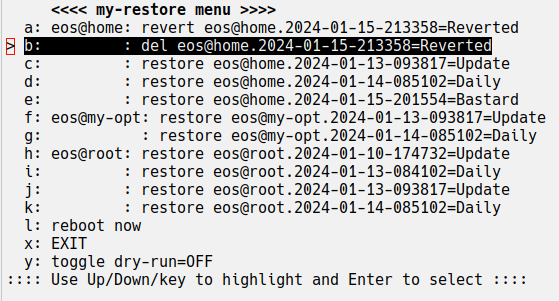 <<<< my-restore menu >>>>
a: eos@home: revert eos@home.2024-01-15-213358=Reverted
> b:         : del eos@home.2024-01-15-213358=Reverted
c:         : restore eos@home.2024-01-13-093817=Update
d:         : restore eos@home.2024-01-14-085102=Daily
e:         : restore eos@home.2024-01-15-201554=Bastard
f: eos@my-opt: restore eos@my-opt.2024-01-13-093817=Update
g:           : restore eos@my-opt.2024-01-14-085102=Daily
h: eos@root: restore eos@root.2024-01-10-174732=Update
i:         : restore eos@root.2024-01-13-084102=Daily
j:         : restore eos@root.2024-01-13-093817=Update
k:         : restore eos@root.2024-01-14-085102=Daily
l: reboot now
x: EXIT
y: toggle dry-run=OFF
:::: Use Up/Down/key to highlight and Enter to select ::::